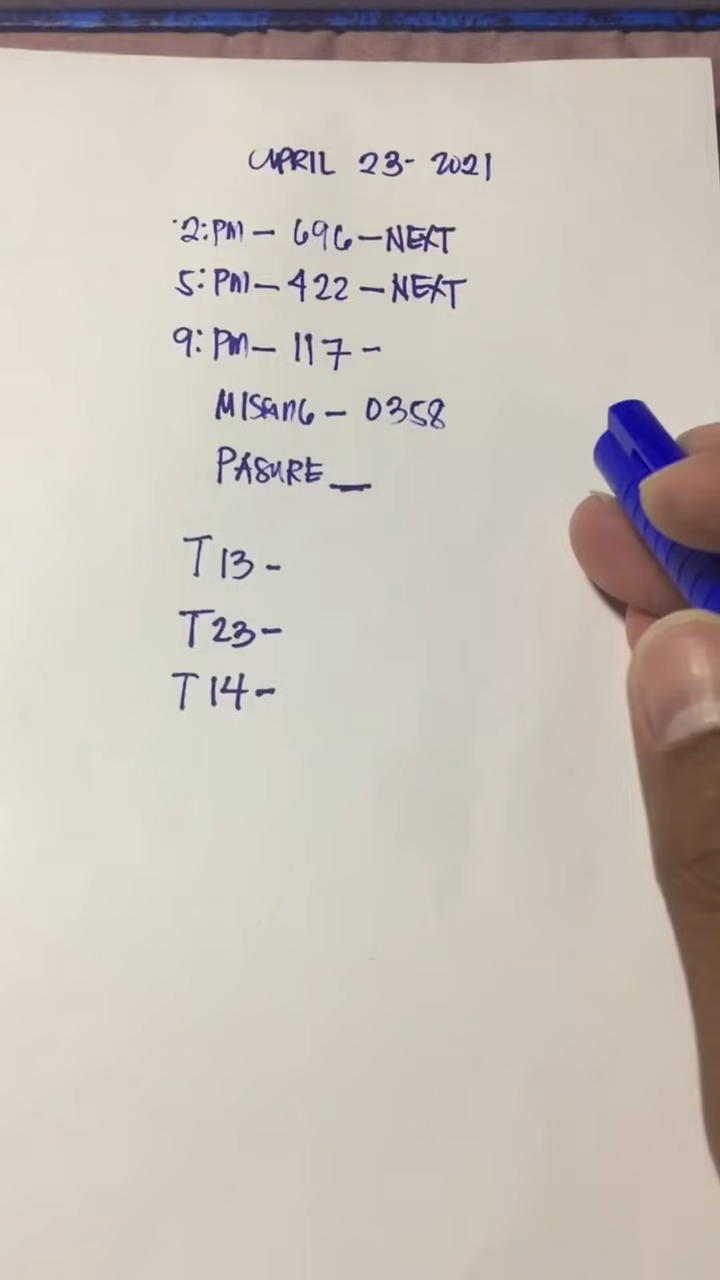 APRIL 23- 2021
2:PM - 696 - NEXT
5:PM - 422 - NEXT
9:PM - 117 -
MISSANG - 0358
PASURE _
T13 -
T23 -
T14 -